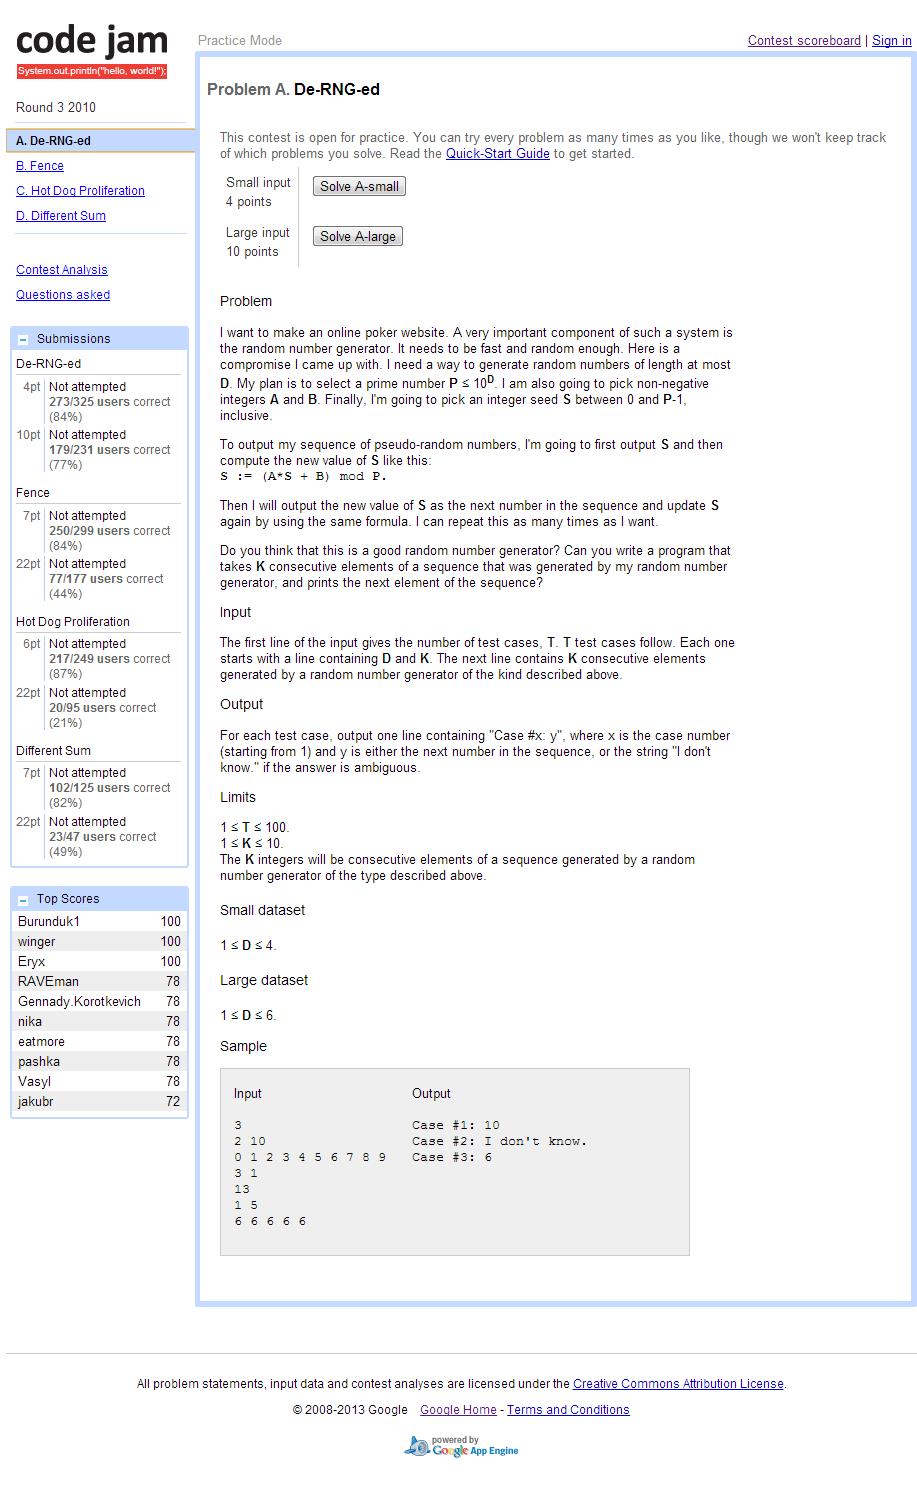 code jam
System.out.println("hello, world!");
Practice Mode
Contest scoreboard | Sign in
Round 3 2010
A. De-RNG-ed
B. Fence
C. Hot Dog Proliferation
D. Different Sum
Contest Analysis
Questions asked
Submissions
De-RNG-ed
4pt Not attempted
273/325 users correct
(84%)
10pt Not attempted
179/231 users correct
(77%)
Fence
7pt Not attempted
250/299 users correct
(84%)
22pt Not attempted
77/177 users correct
(44%)
Hot Dog Proliferation
6pt Not attempted
217/249 users correct
(87%)
22pt Not attempted
20/95 users correct
(21%)
Different Sum
7pt Not attempted
102/125 users correct
(82%)
22pt Not attempted
23/47 users correct
(49%)
Top Scores
Burunduk1 100
winger 100
Eryx 100
RAVEman 78
Gennady.Korotkevich 78
nika 78
eatmore 78
pashka 78
Vasyl 78
jakubr 72
Problem A. De-RNG-ed
This contest is open for practice. You can try every problem as many times as you like, though we won't keep track
of which problems you solve. Read the Quick-Start Guide to get started.
Small input
4 points
Solve A-small
Large input
10 points
Solve A-large
Problem
I want to make an online poker website. A very important component of such a system is
the random number generator. It needs to be fast and random enough. Here is a
compromise I came up with. I need a way to generate random numbers of length at most
D. My plan is to select a prime number P ≤ 10^D. I am also going to pick non-negative
integers A and B. Finally, I'm going to pick an integer seed S between 0 and P-1,
inclusive.
To output my sequence of pseudo-random numbers, I'm going to first output S and then
compute the new value of S like this:
S := (A*S + B) mod P.
Then I will output the new value of S as the next number in the sequence and update S
again by using the same formula. I can repeat this as many times as I want.
Do you think that this is a good random number generator? Can you write a program that
takes K consecutive elements of a sequence that was generated by my random number
generator, and prints the next element of the sequence?
Input
The first line of the input gives the number of test cases, T. T test cases follow. Each one
starts with a line containing D and K. The next line contains K consecutive elements
generated by a random number generator of the kind described above.
Output
For each test case, output one line containing "Case #x: y", where x is the case number
(starting from 1) and y is either the next number in the sequence, or the string "I don't
know." if the answer is ambiguous.
Limits
1 ≤ T ≤ 100.
1 ≤ K ≤ 10.
The K integers will be consecutive elements of a sequence generated by a random
number generator of the type described above.
Small dataset
1 ≤ D ≤ 4.
Large dataset
1 ≤ D ≤ 6.
Sample
Input
3
2 10
0 1 2 3 4 5 6 7 8 9
3 1
13
1 5
6 6 6 6 6
Output
Case #1: 10
Case #2: I don't know.
Case #3: 6
All problem statements, input data and contest analyses are licensed under the Creative Commons Attribution License.
© 2008-2013 Google Google Home - Terms and Conditions
powered by
Google App Engine